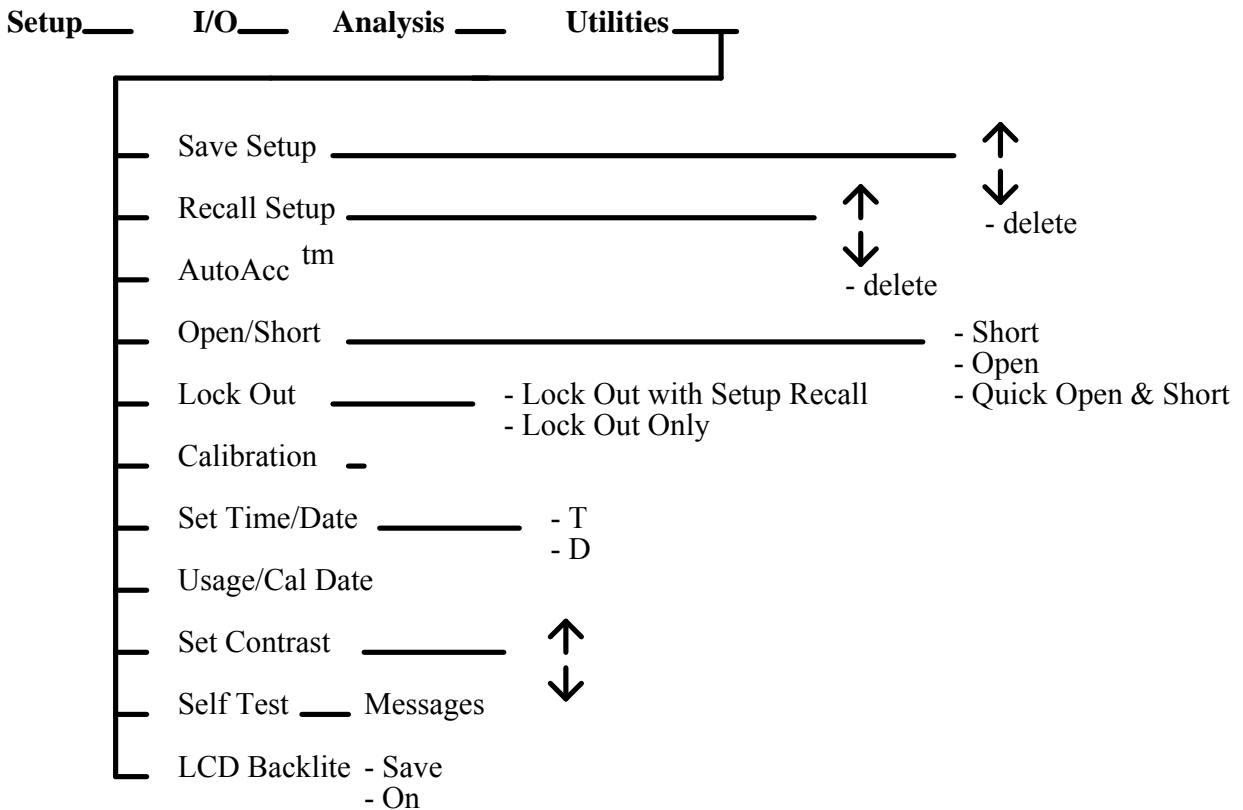 Setup I/O Analysis Utilities
Save Setup
- delete
Recall Setup
- delete
AutoAcc tm
Open/Short
- Short
- Open
- Quick Open & Short
Lock Out
- Lock Out with Setup Recall
- Lock Out Only
Calibration
Set Time/Date
- T
- D
Usage/Cal Date
Set Contrast
Self Test
Messages
LCD Backlite
- Save
- On